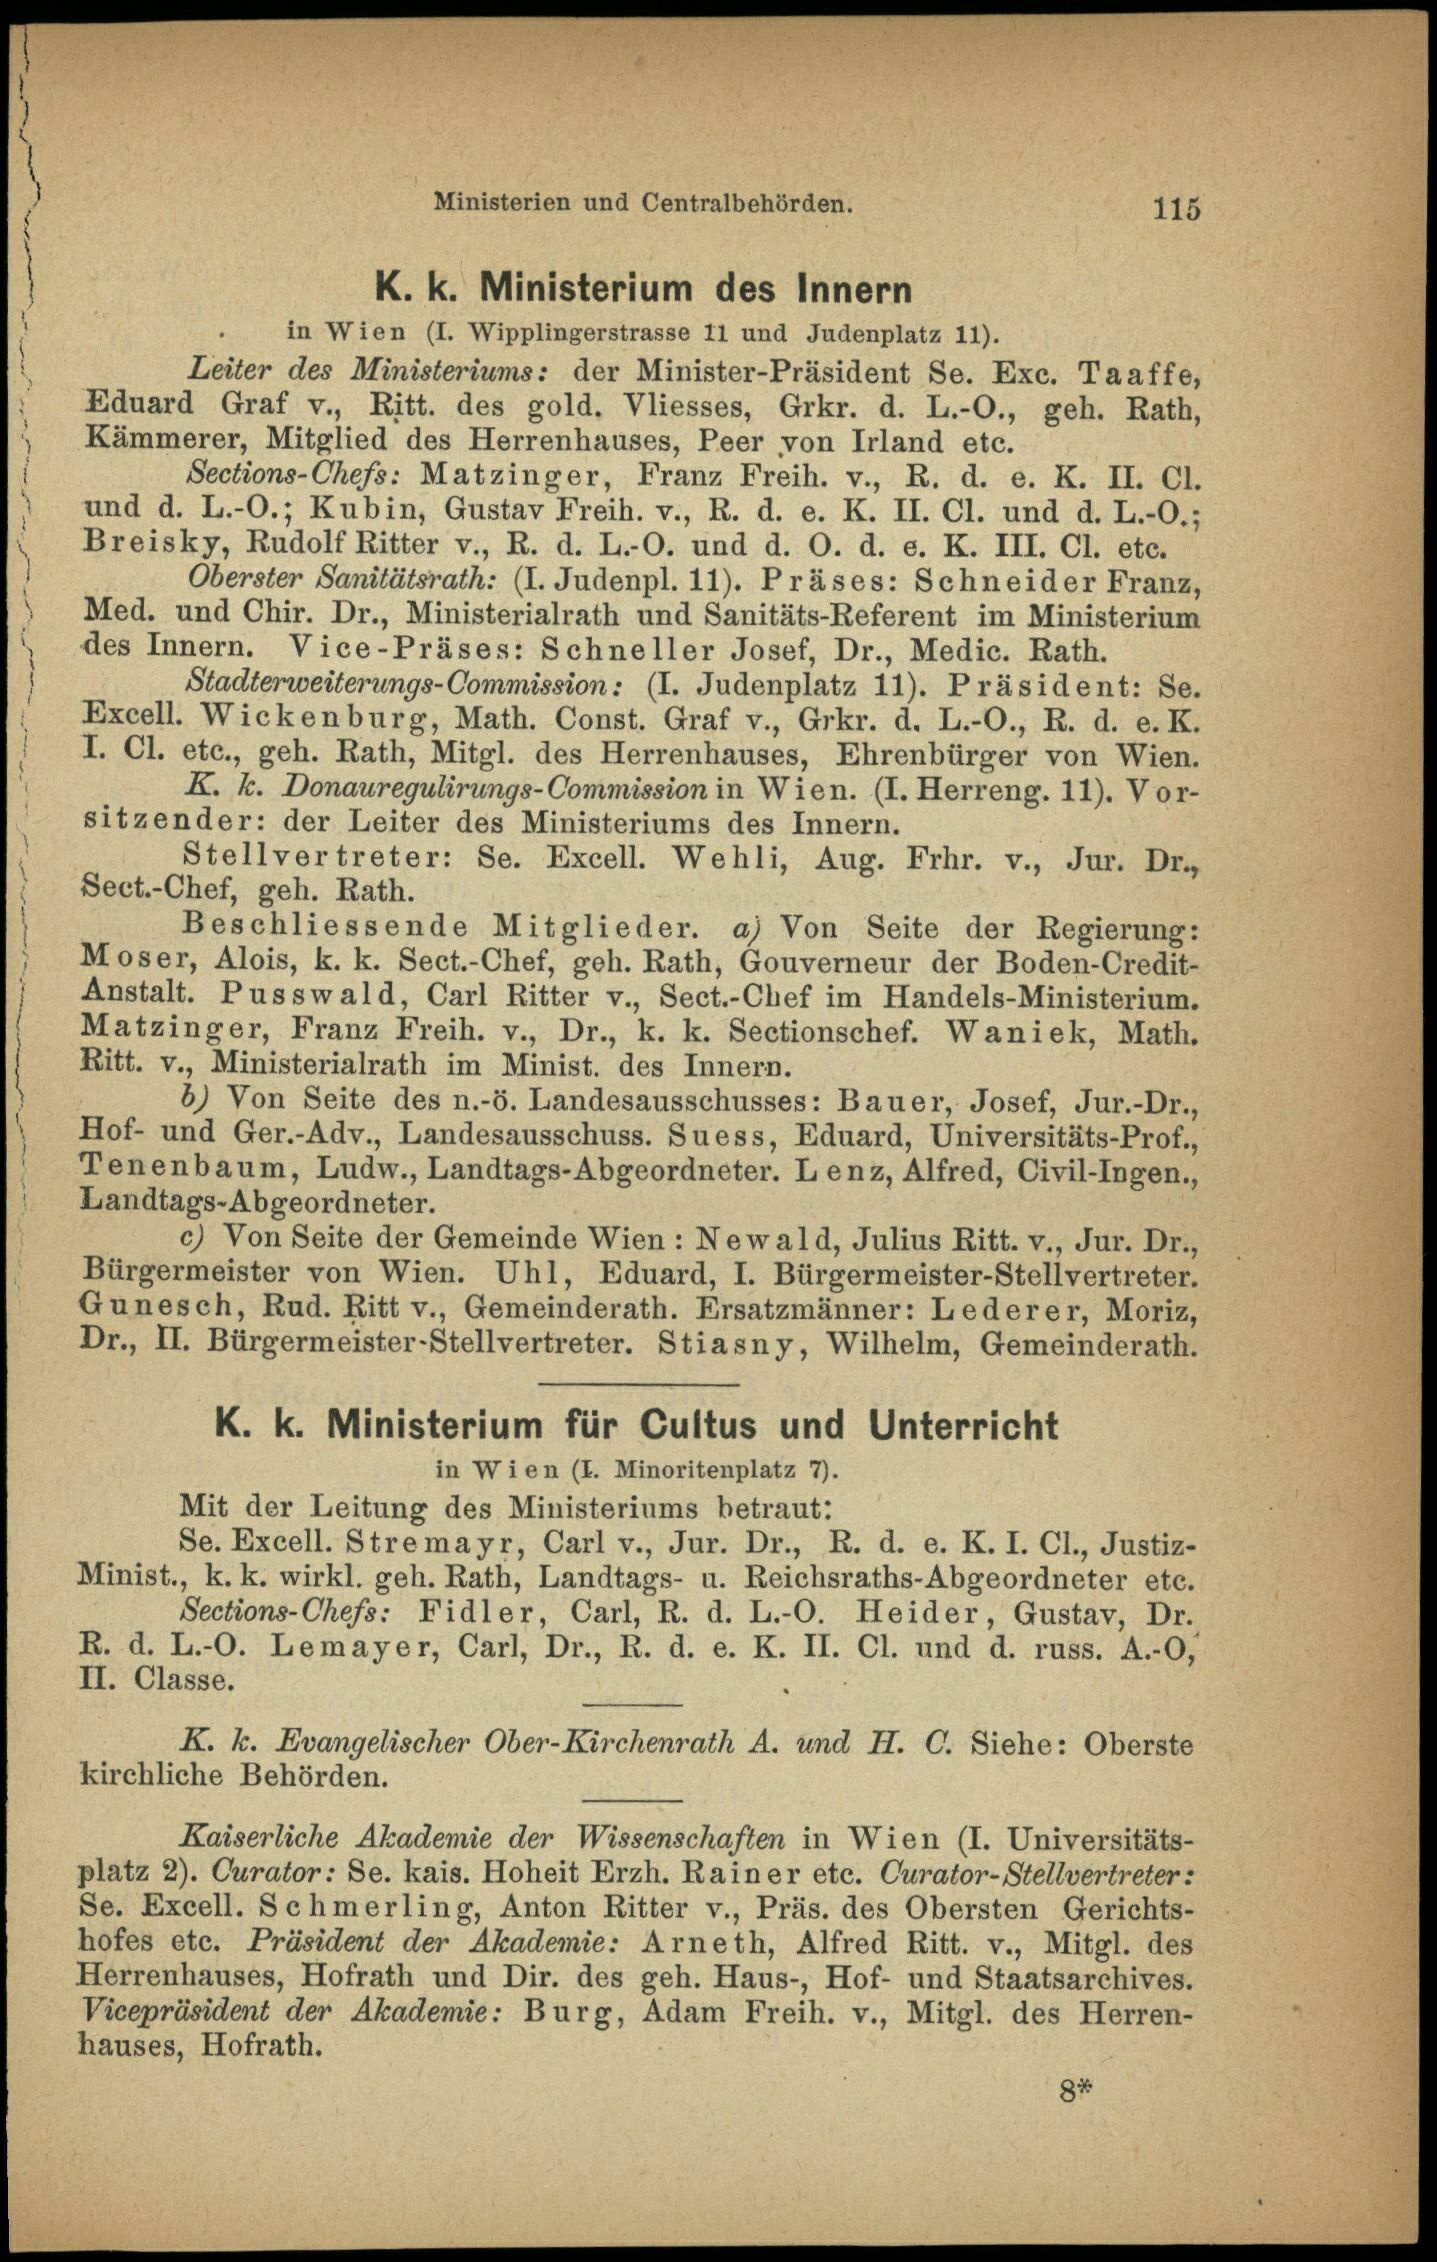 Ministerien und Centralbehörden. 115
K. k. Ministerium des Innern
in Wien (I. Wipplingerstrasse 11 und Judenplatz 11).
Leiter des Ministeriums: der Minister-Präsident Se. Exc. Taaffe,
Eduard Graf v., Ritt. des gold. Vliesses, Grkr. d. L.-O., geh. Rath,
Kämmerer, Mitglied des Herrenhauses, Peer von Irland etc.
Sections-Chefs: Matzinger, Franz Freih. v., R. d. e. K. II. Cl.
und d. L.-O.; Kubin, Gustav Freih. v., R. d. e. K. II. Cl. und d. L.-O.;
Breisky, Rudolf Ritter v., R. d. L.-O. und d. O. d. e. K. III. Cl. etc.
Oberster Sanitätsrath: (I. Judenpl. 11). Präses: Schneider Franz,
Med. und Chir. Dr., Ministerialrath und Sanitäts-Referent im Ministerium
des Innern. Vice-Präses: Schneller Josef, Dr., Medic. Rath.
Stadterweiterungs-Commission: (I. Judenplatz 11). Präsident: Se.
Excell. Wickenburg, Math. Const. Graf v., Grkr. d. L.-O., R. d. e. K.
I. Cl. etc., geh. Rath, Mitgl. des Herrenhauses, Ehrenbürger von Wien.
K. k. Donauregulirungs-Commission in Wien. (I. Herreng. 11). Vor-
sitzender: der Leiter des Ministeriums des Innern.
Stellvertreter: Se. Excell. Wehli, Aug. Frhr. v., Jur. Dr.,
Sect.-Chef, geh. Rath.
Beschliessende Mitglieder. a) Von Seite der Regierung:
Moser, Alois, k. k. Sect.-Chef, geh. Rath, Gouverneur der Boden-Credit-
Anstalt. Pusswald, Carl Ritter v., Sect.-Chef im Handels-Ministerium.
Matzinger, Franz Freih. v., Dr., k. k. Sectionschef. Waniek, Math.
Ritt. v., Ministerialrath im Minist. des Innern.
b) Von Seite des n.-ö. Landesausschusses: Bauer, Josef, Jur.-Dr.,
Hof- und Ger.-Adv., Landesausschuss. Suess, Eduard, Universitäts-Prof.,
Tenenbaum, Ludw., Landtags-Abgeordneter. Lenz, Alfred, Civil-Ingen.,
Landtags-Abgeordneter.
c) Von Seite der Gemeinde Wien: Newald, Julius Ritt. v., Jur. Dr.,
Bürgermeister von Wien. Uhl, Eduard, I. Bürgermeister-Stellvertreter.
Gunesch, Rud. Ritt v., Gemeinderath. Ersatzmänner: Lederer, Moriz,
Dr., II. Bürgermeister-Stellvertreter. Stiasny, Wilhelm, Gemeinderath.
K. k. Ministerium für Cultus und Unterricht
in Wien (I. Minoritenplatz 7).
Mit der Leitung des Ministeriums betraut:
Se. Excell. Stremayr, Carl v., Jur. Dr., R. d. e. K. I. Cl., Justiz-
Minist., k. k. wirkl. geh. Rath, Landtags- u. Reichsraths-Abgeordneter etc.
Sections-Chefs: Fidler, Carl, R. d. L.-O. Heider, Gustav, Dr.
R. d. L.-O. Lemayer, Carl, Dr., R. d. e. K. II. Cl. und d. russ. A.-O,
II. Classe.
K. k. Evangelischer Ober-Kirchenrath A. und H. C. Siehe: Oberste
kirchliche Behörden.
Kaiserliche Akademie der Wissenschaften in Wien (I. Universitäts-
platz 2). Curator: Se. kais. Hoheit Erzh. Rainer etc. Curator-Stellvertreter:
Se. Excell. Schmerling, Anton Ritter v., Präs. des Obersten Gerichts-
hofes etc. Präsident der Akademie: Arneth, Alfred Ritt. v., Mitgl. des
Herrenhauses, Hofrath und Dir. des geh. Haus-, Hof- und Staatsarchives.
Vicepräsident der Akademie: Burg, Adam Freih. v., Mitgl. des Herren-
hauses, Hofrath.
8*